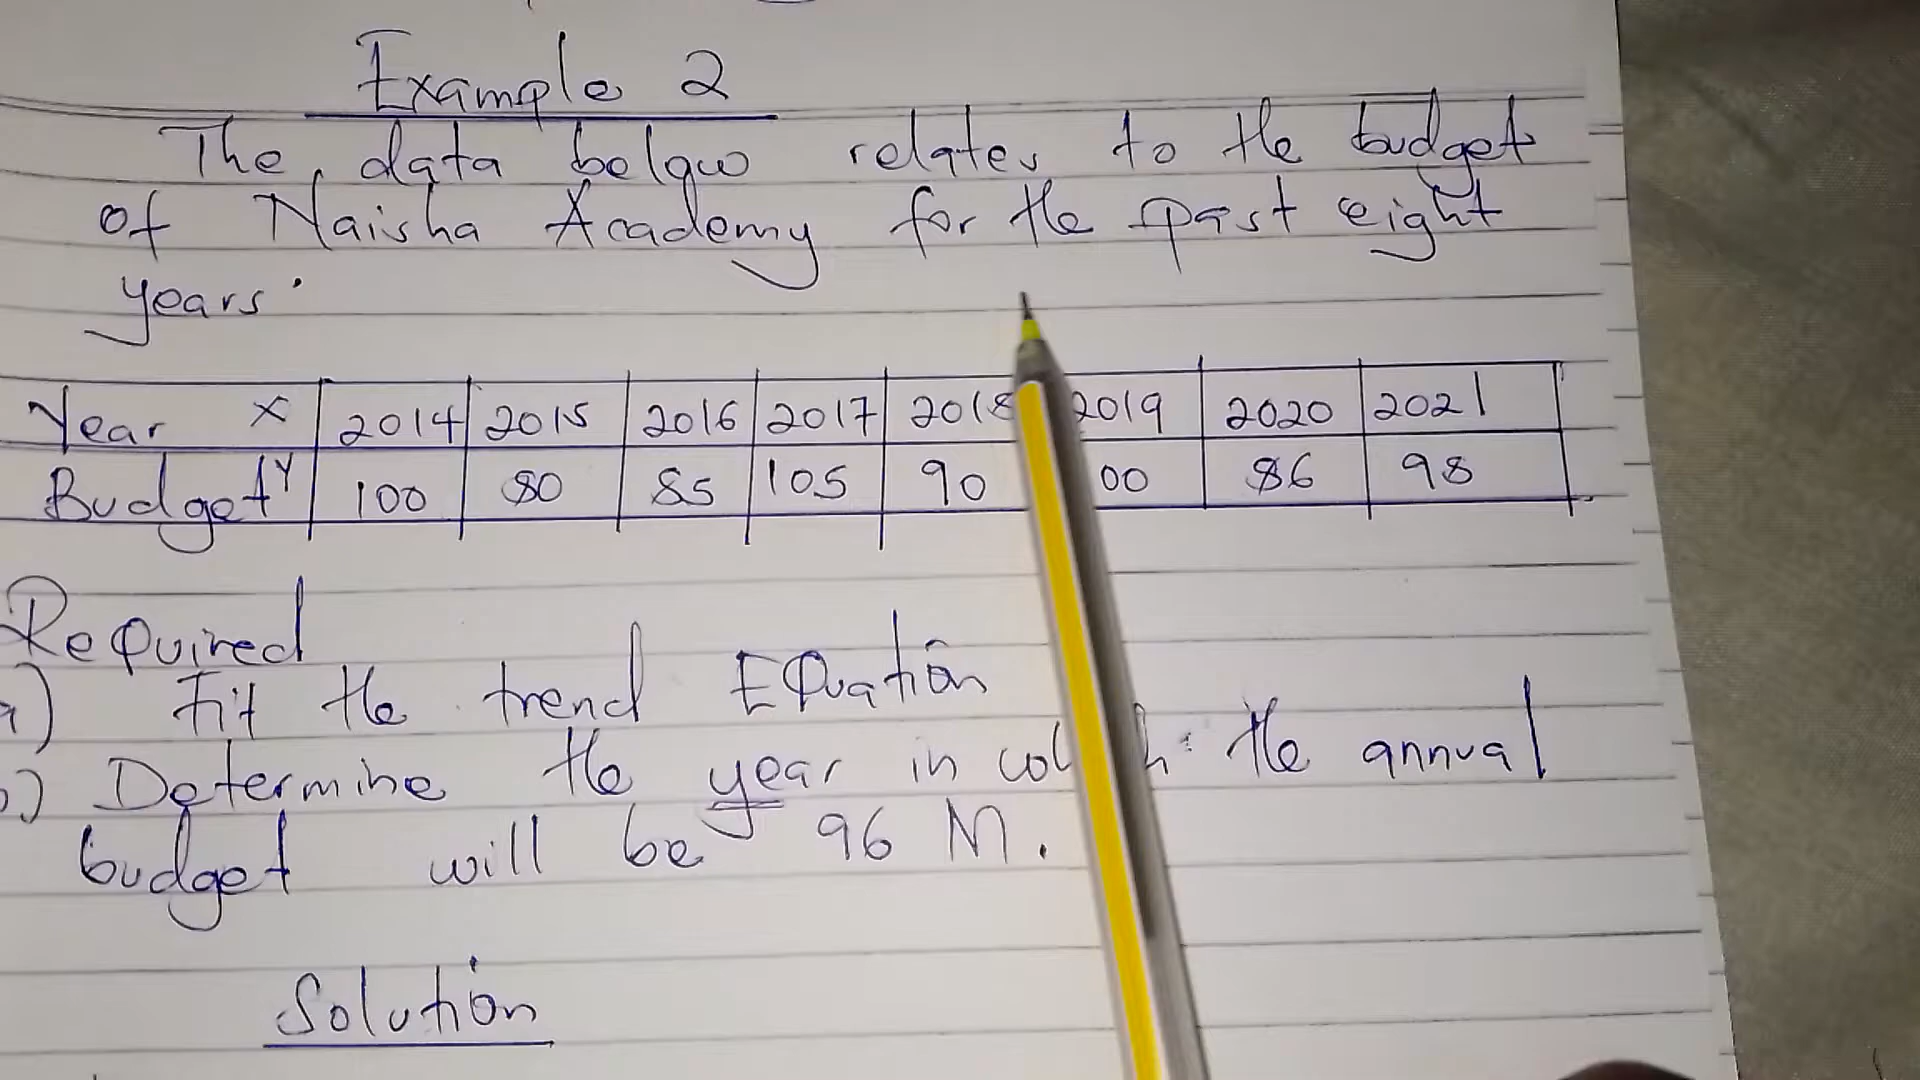 Example 2
The data below relates to the budget
of Naisha Academy for the past eight
years.
Year X 2014 2015 2016 2017 2018 2019 2020 2021
Budget Y 100 80 85 105 90 00 86 98
Required
a) Fit the trend Equation
b) Determine the year in the annual
budget will be 96 M.
Solution